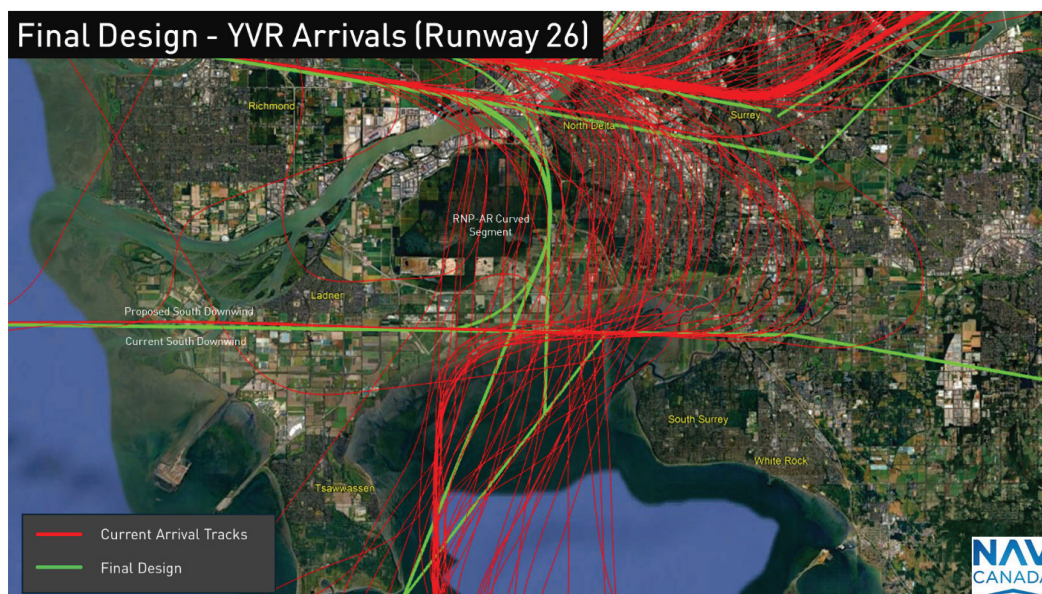 Final Design - YVR Arrivals (Runway 26)
Richmond
North Delta
Surrey
RNP-AR Curved
Segment
Ladner
Proposed South Downwind
Current South Downwind
South Surrey
White Rock
Tsawwassen
Current Arrival Tracks
Final Design
NAV
CANADA